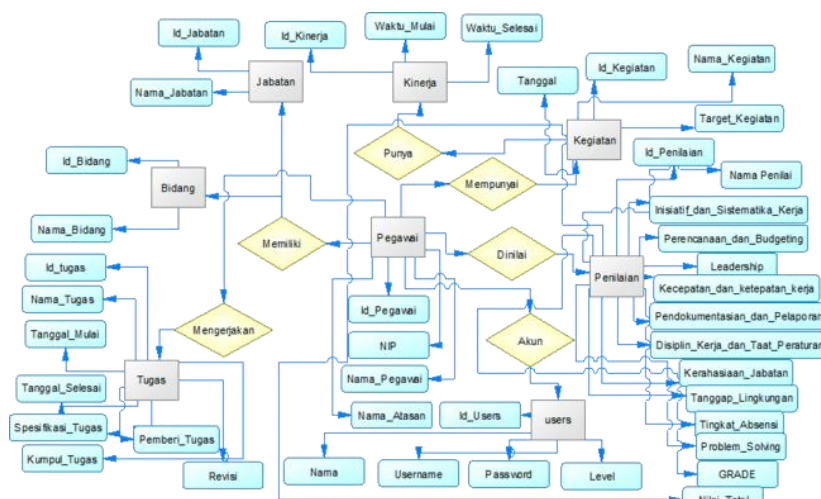 Id_Jabatan
Id_Kinerja
Waktu_Mulai
Waktu_Selesai
Nama_Kegiatan
Id_Kegiatan
Tanggal
Jabatan
Kinerja
Nama_Jabatan
Target_Kegiatan
Kegiatan
Punya
Id_Penilaian
Id_Bidang
Nama Penilai
Bidang
Mempunyai
Inisiatif_dan_Sistematika_Kerja
Nama_Bidang
Pegawai
Perencanaan_dan_Budgeting
Memiliki
Dinilai
Id_tugas
Penilaian
Leadership
Kecepatan_dan_ketepatan_kerja
Nama_Tugas
Id_Pegawai
Pendokumentasian_dan_Pelaporan
Mengerjakan
Tanggal_Mulai
NIP
Akun
Disiplin_Kerja_dan_Taat_Peraturan
Tugas
Nama_Pegawai
Kerahasiaan_Jabatan
Tanggal_Selesai
Tanggap_Lingkungan
Nama_Atasan
Id_Users
users
Tingkat_Absensi
Spesifikasi_Tugas
Pemberi_Tugas
Problem_Solving
Kumpul_Tugas
Revisi
Nama
Username
Password
Level
GRADE
Nilai_Total